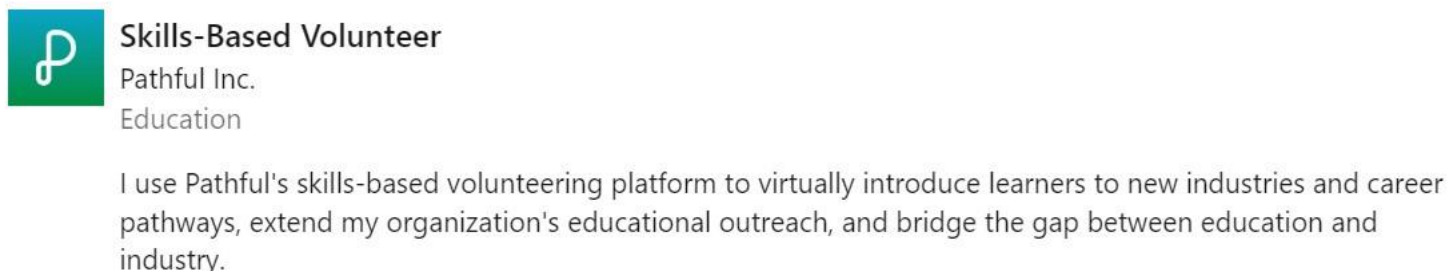 Skills-Based Volunteer
Pathful Inc.
Education
I use Pathful's skills-based volunteering platform to virtually introduce learners to new industries and career
pathways, extend my organization's educational outreach, and bridge the gap between education and
industry.